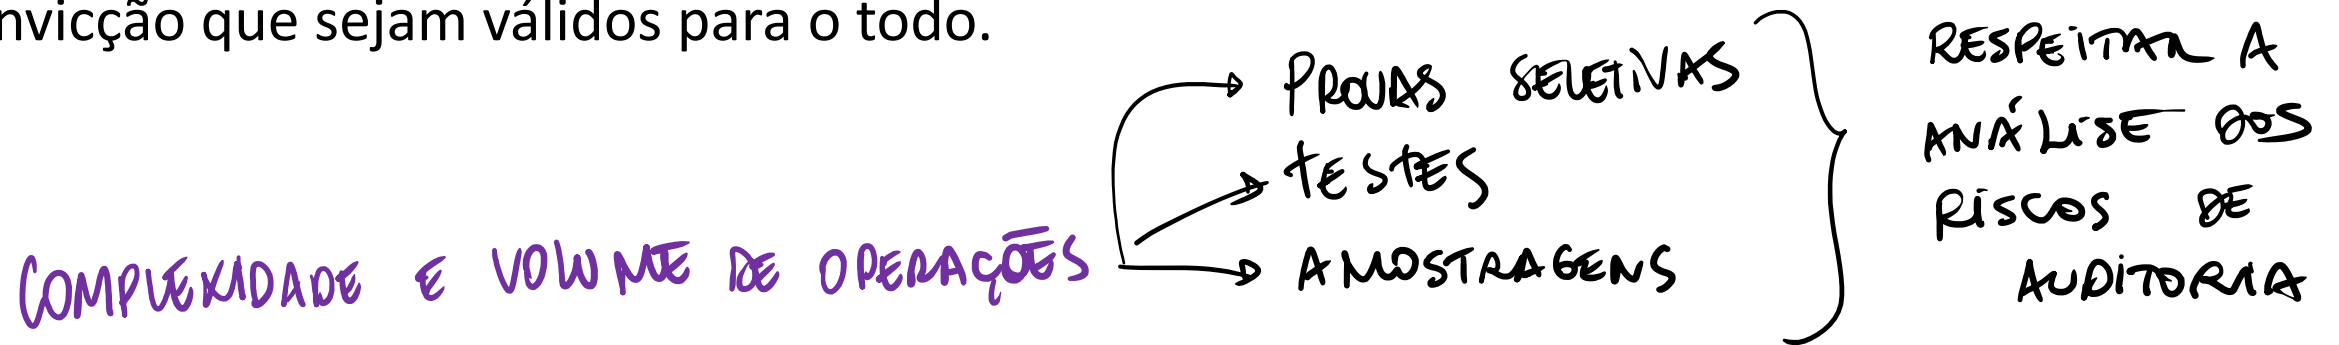 nvicção que sejam válidos para o todo.
COMPLEXIDADE E VOLUME DE OPERAÇÕES
PROVAS SELETIVAS
TESTES
AMOSTRAGENS
RESPEITAR A
ANÁLISE DOS
RISCOS DE
AUDITORIA